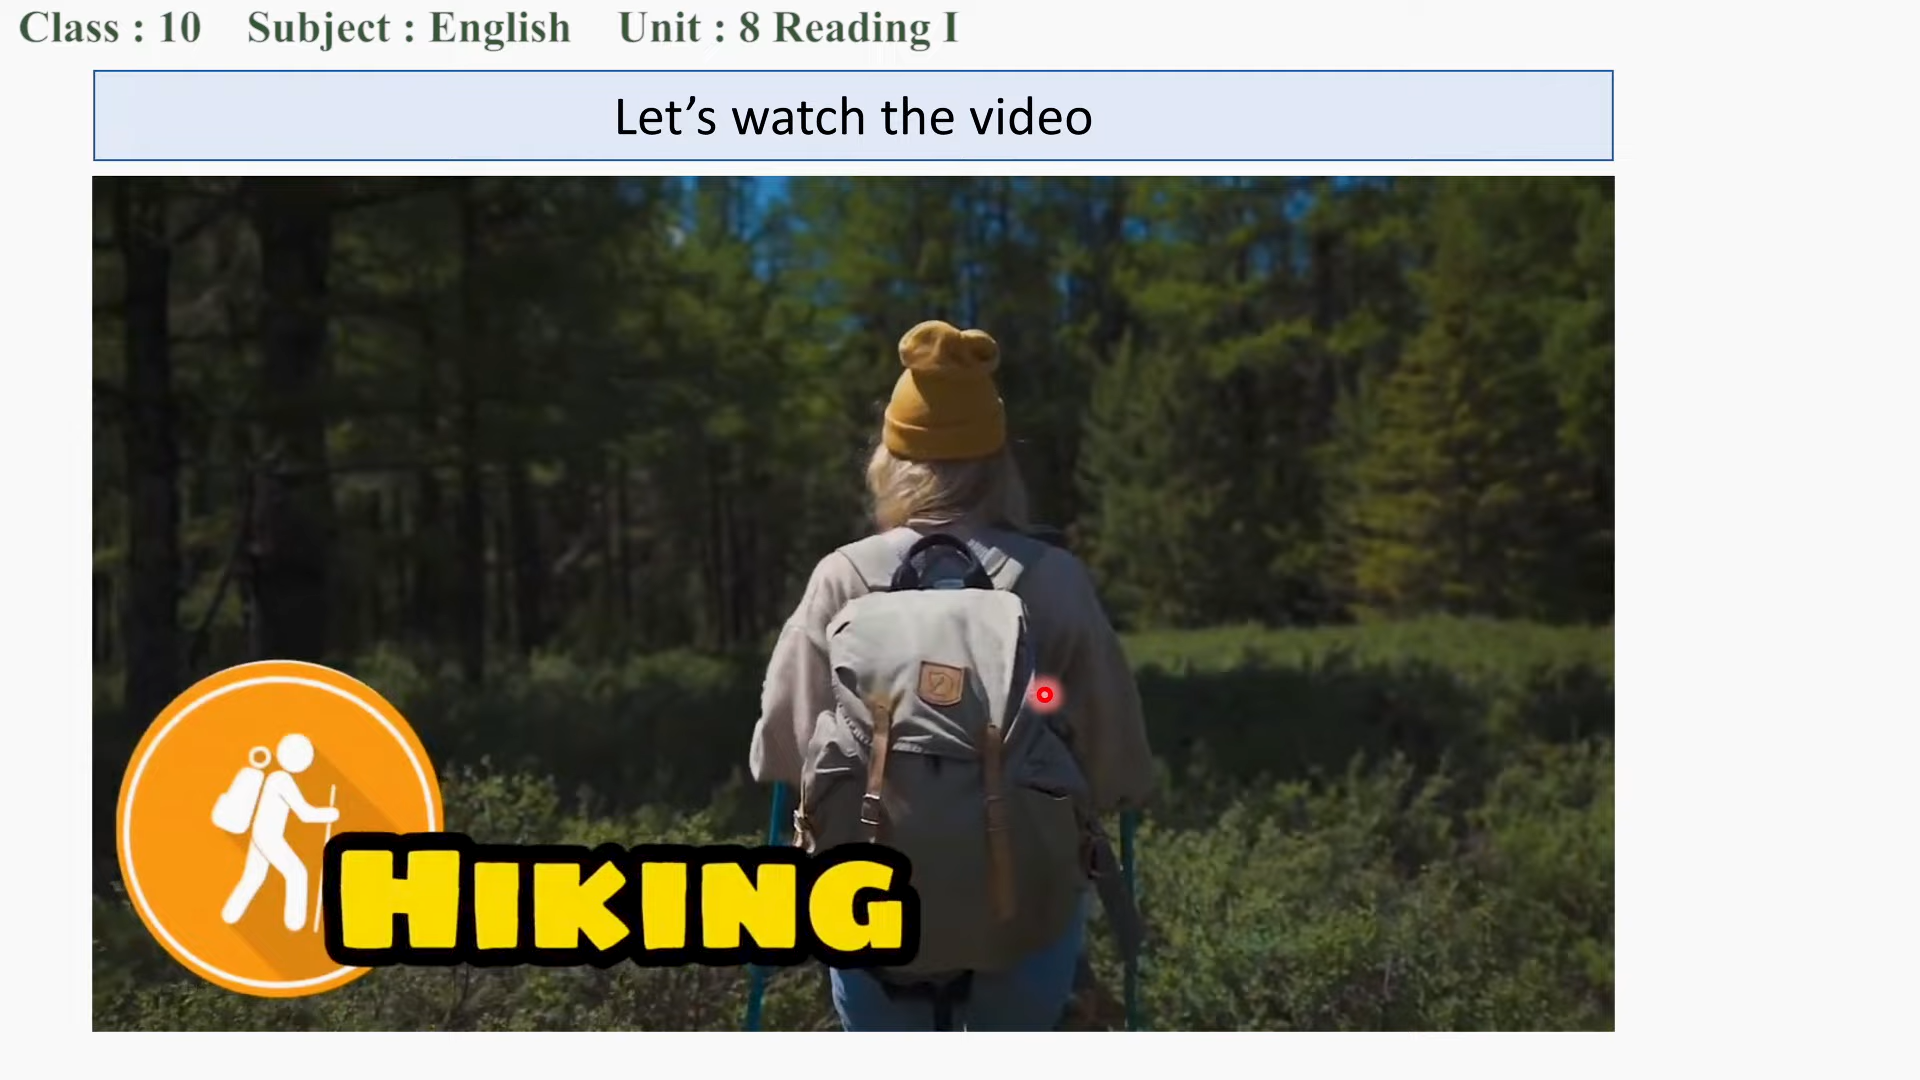 Class : 10 Subject : English Unit : 8 Reading I
Let’s watch the video
HIKING